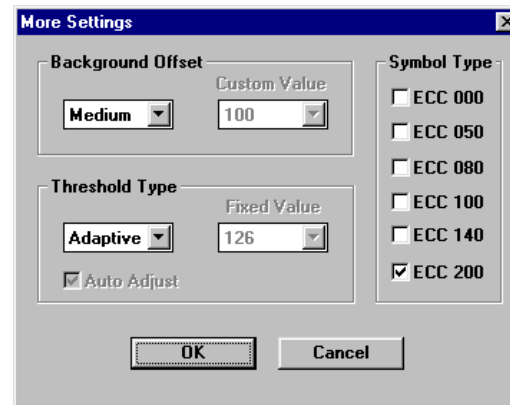 More Settings
Background Offset
Custom Value
Medium
100
Threshold Type
Fixed Value
Adaptive
126
Auto Adjust
Symbol Type
ECC 000
ECC 050
ECC 080
ECC 100
ECC 140
ECC 200
OK
Cancel